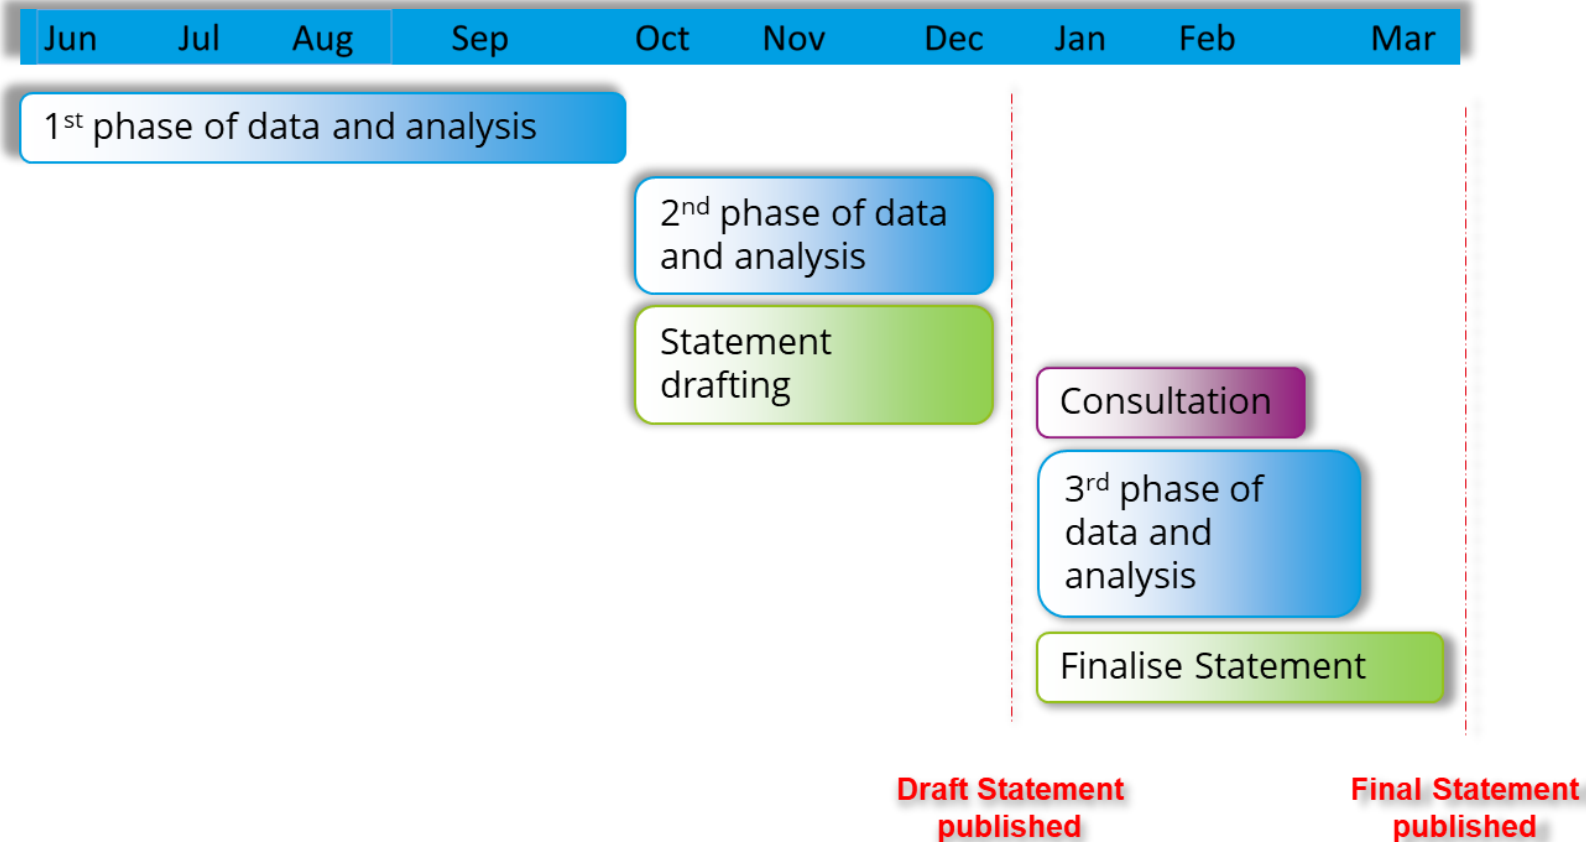 Jun Jul Aug Sep Oct Nov Dec Jan Feb Mar
1st phase of data and analysis
2nd phase of data
and analysis
Statement
drafting
Consultation
3rd phase of
data and
analysis
Finalise Statement
Draft Statement
published
Final Statement
published